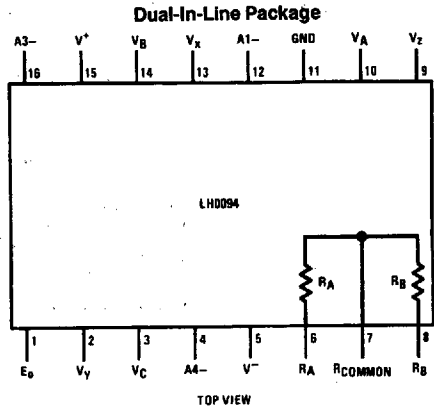 Dual-In-Line Package
A3− V+ VB Vx A1− GND VA Vz
16 15 14 13 12 11 10 9
LH0094
RA RB
1 2 3 4 5 6 7 8
Eo Vy VC A4− V− RA RCOMMON RB
TOP VIEW